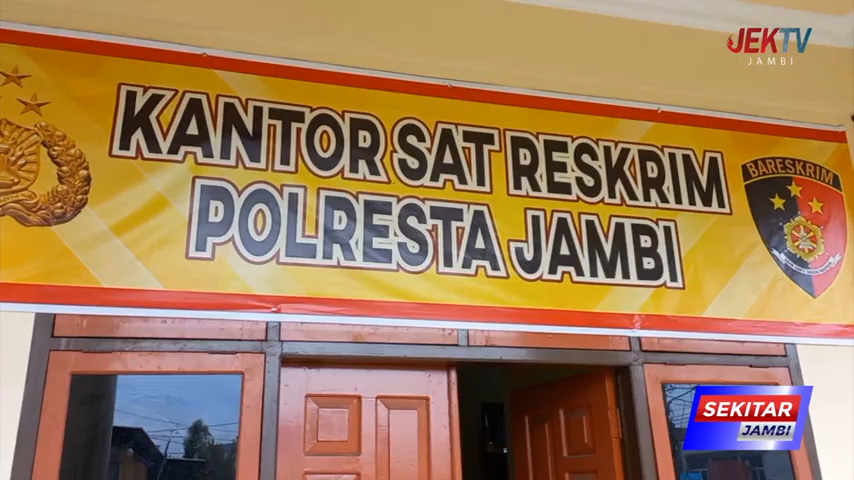 JEKTV
JAMBI
KANTOR SAT RESKRIM
POLRESTA JAMBI
BARESKRIM
SEKITAR
JAMBI